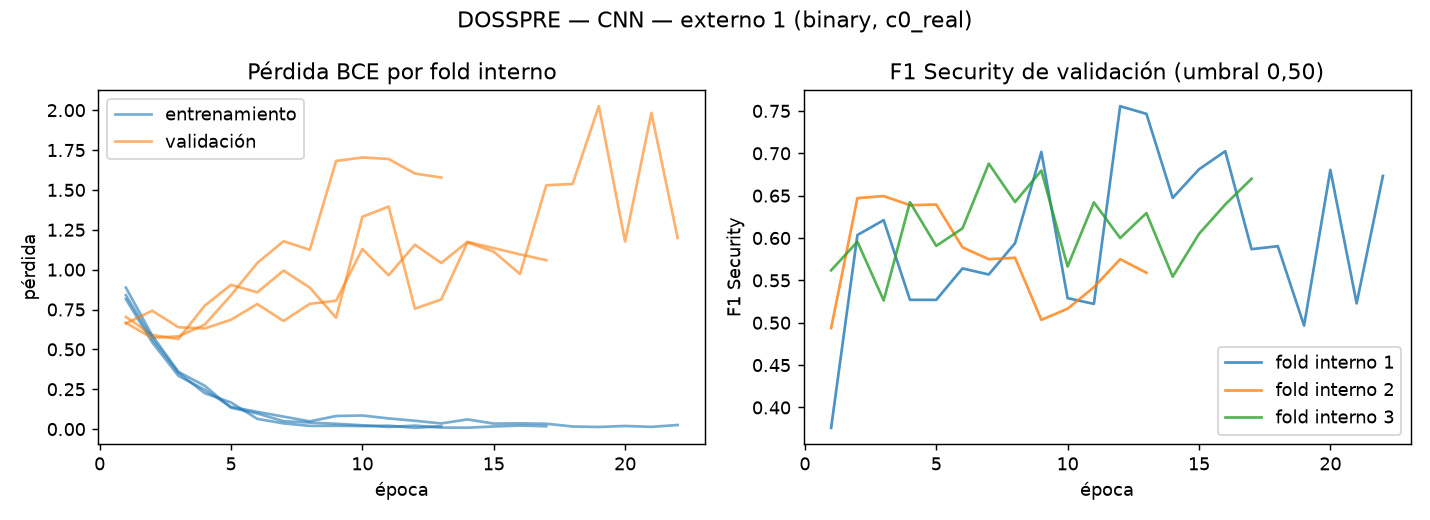 DOSSPRE — CNN — externo 1 (binary, c0_real)
Pérdida BCE por fold interno
pérdida
2.00
1.75
1.50
1.25
1.00
0.75
0.50
0.25
0.00
entrenamiento
validación
0
5
10
15
20
época
F1 Security de validación (umbral 0,50)
F1 Security
0.75
0.70
0.65
0.60
0.55
0.50
0.45
0.40
fold interno 1
fold interno 2
fold interno 3
0
5
10
15
20
época